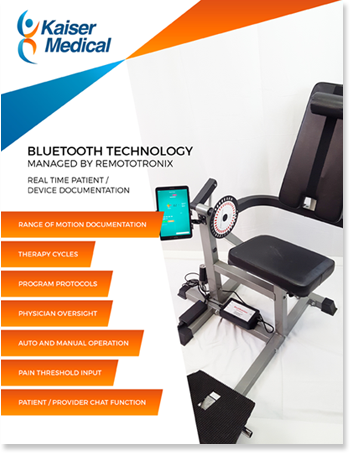 Kaiser
Medical
BLUETOOTH TECHNOLOGY
MANAGED BY REMOTOTRONIX
REAL TIME PATIENT /
DEVICE DOCUMENTATION
RANGE OF MOTION DOCUMENTATION
THERAPY CYCLES
PROGRAM PROTOCOLS
PHYSICIAN OVERSIGHT
AUTO AND MANUAL OPERATION
PAIN THRESHOLD INPUT
PATIENT / PROVIDER CHAT FUNCTION